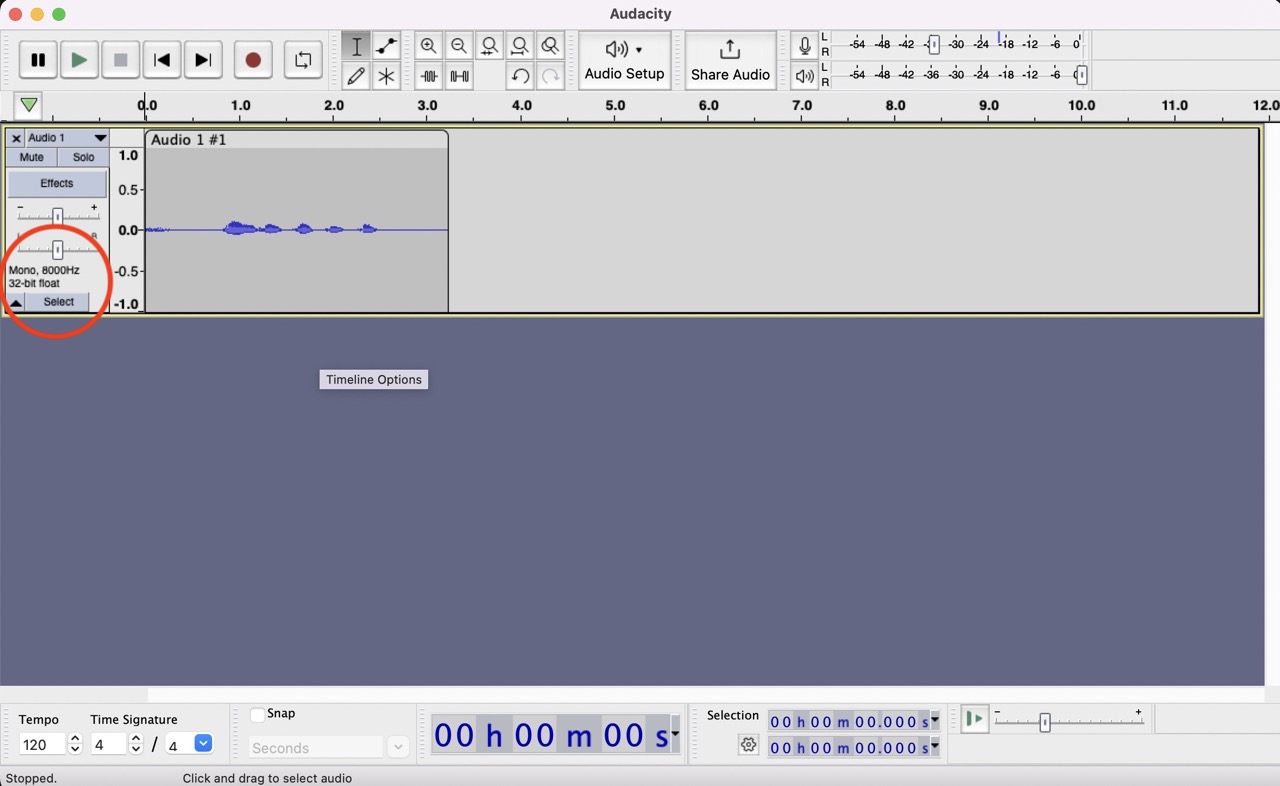 Audacity
L
R
-54 -48 -42 -30 -24 -18 -12 -6 0
Audio Setup
Share Audio
L
R
-54 -48 -42 -36 -30 -24 -18 -12 -6
0.0 1.0 2.0 3.0 4.0 5.0 6.0 7.0 8.0 9.0 10.0 11.0 12.0
Audio 1
Audio 1 #1
Mute Solo
1.0
Effects
0.5
- +
0.0
R
Mono, 8000Hz
-0.5
32-bit float
Select
-1.0
Timeline Options
Tempo
Time Signature
Snap
120
4 / 4
Seconds
00 h 00 m 00 s
Selection
00 h 00 m 00.000 s
00 h 00 m 00.000 s
- +
Stopped.
Click and drag to select audio